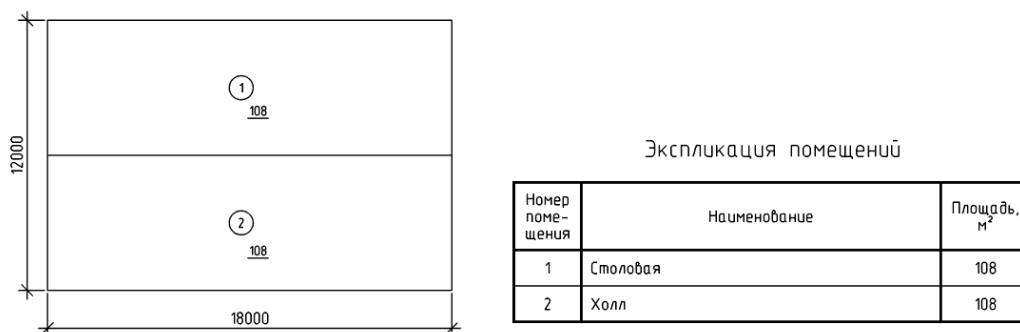 1
108
12000
2
108
18000
Экспликация помещений
Номер
поме-
щения
Наименование
Площадь,
м²
1 Столовая 108
2 Холл 108